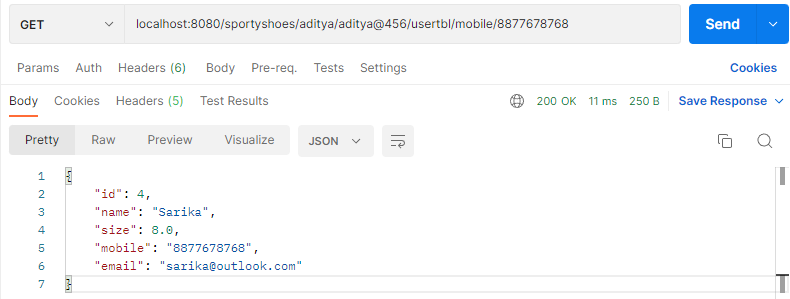 GET localhost:8080/sportyshoes/aditya/aditya@456/usertbl/mobile/8877678768 Send
Params Auth Headers (6) Body Pre-req. Tests Settings Cookies
Body Cookies Headers (5) Test Results 200 OK 11 ms 250 B Save Response
Pretty Raw Preview Visualize JSON
1 {
2 "id": 4,
3 "name": "Sarika",
4 "size": 8.0,
5 "mobile": "8877678768",
6 "email": "sarika@outlook.com"
7 }